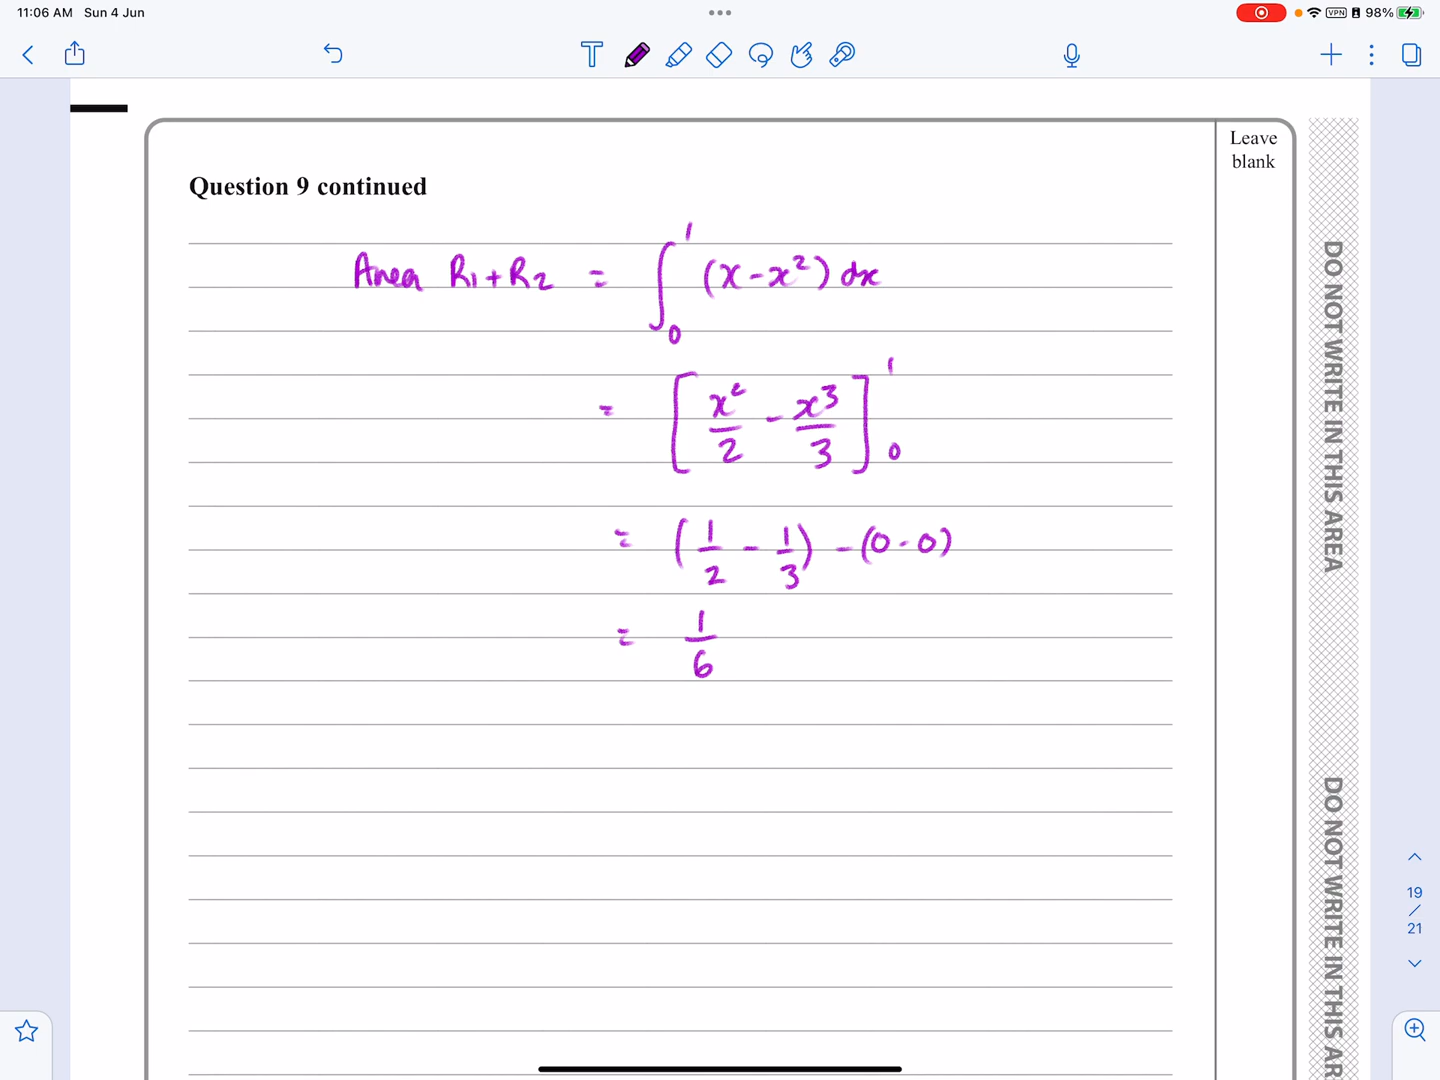 11:06 AM Sun 4 Jun
VPN 98%
T
Leave
blank
Question 9 continued
Area R₁+R₂ = ∫₀¹ (x-x²) dx
= [x²/2 - x³/3]₀¹
= (1/2 - 1/3) - (0-0)
= 1/6
DO NOT WRITE IN THIS AREA
DO NOT WRITE IN THIS AR
19
/
21